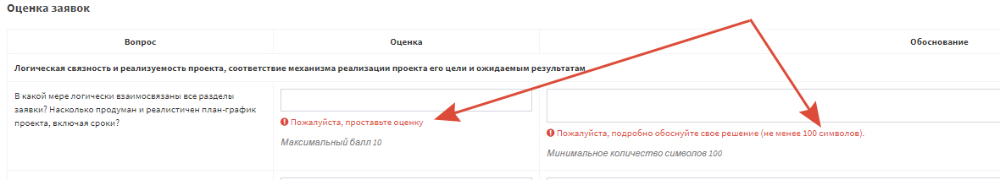 Оценка заявок
Вопрос Оценка Обоснование
Логическая связность и реализуемость проекта, соответствие механизма реализации проекта его цели и ожидаемым результатам
В какой мере логически взаимосвязаны все разделы
заявки? Насколько продуман и реалистичен план-график
проекта, включая сроки?
Пожалуйста, проставьте оценку
Максимальный балл 10
Пожалуйста, подробно обоснуйте свое решение (не менее 100 символов).
Минимальное количество символов 100